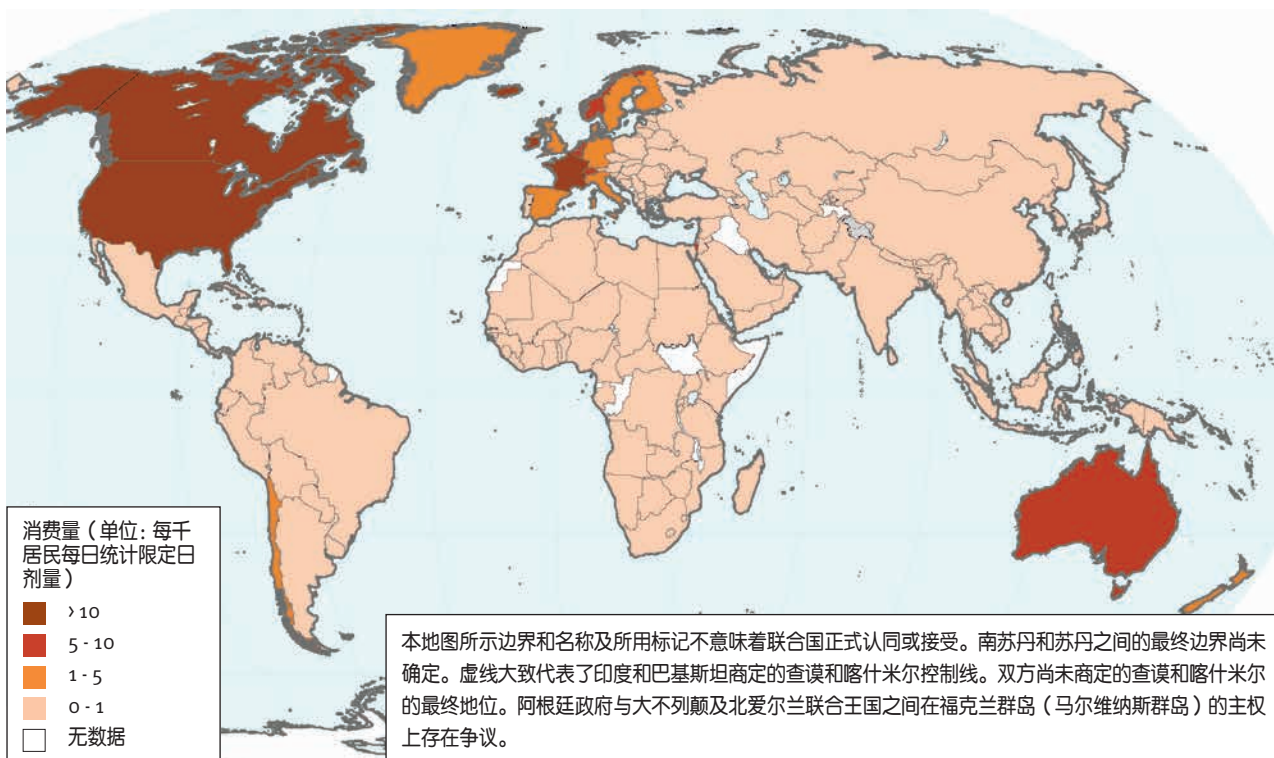 消费量（单位：每千
居民每日统计限定日
剂量）
>10
5 - 10
1 - 5
0 - 1
无数据
本地图所示边界和名称及所用标记不意味着联合国正式认同或接受。南苏丹和苏丹之间的最终边界尚未
确定。虚线大致代表了印度和巴基斯坦商定的查谟和喀什米尔控制线。双方尚未商定的查谟和喀什米尔
的最终地位。阿根廷政府与大不列颠及北爱尔兰联合王国之间在福克兰群岛（马尔维纳斯群岛）的主权
上存在争议。